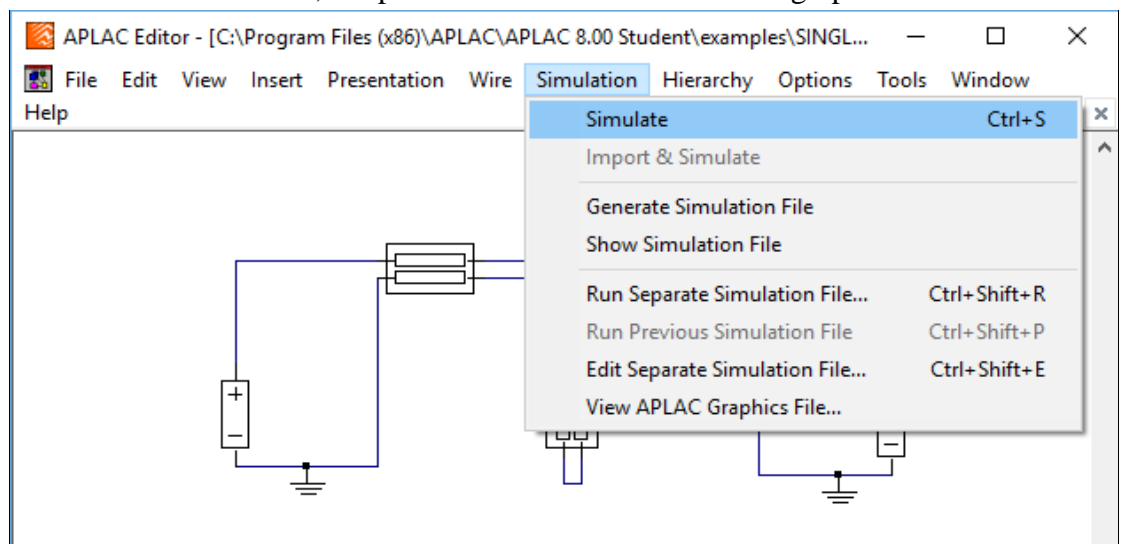 APLAC Editor - [C:\Program Files (x86)\APLAC\APLAC 8.00 Student\examples\SINGL...
File Edit View Insert Presentation Wire Simulation Hierarchy Options Tools Window
Help
Simulate Ctrl+S
Import & Simulate
Generate Simulation File
Show Simulation File
Run Separate Simulation File... Ctrl+Shift+R
Run Previous Simulation File Ctrl+Shift+P
Edit Separate Simulation File... Ctrl+Shift+E
View APLAC Graphics File...
+
−
−